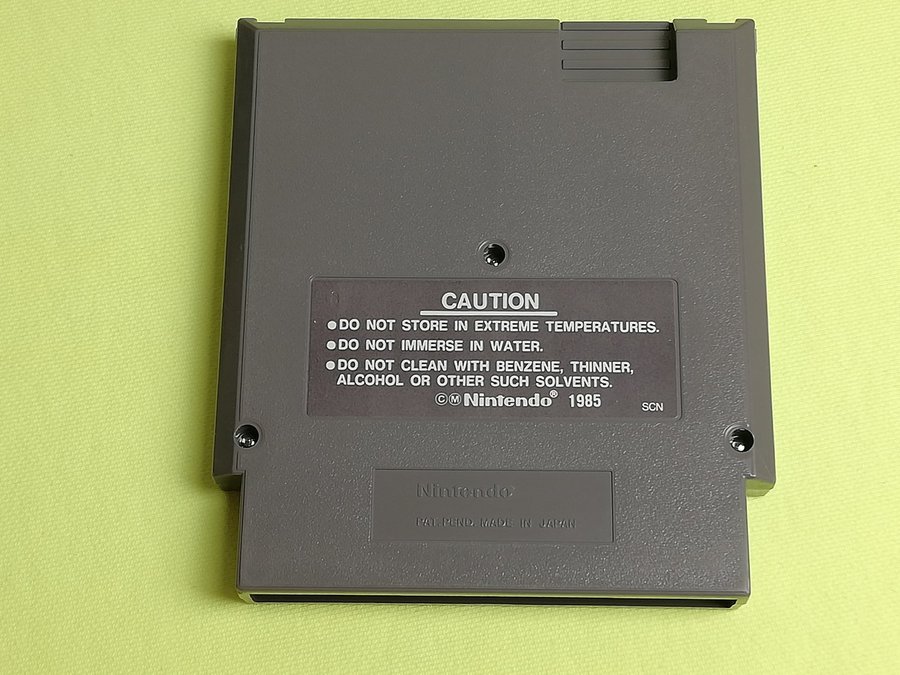 CAUTION
●DO NOT STORE IN EXTREME TEMPERATURES.
●DO NOT IMMERSE IN WATER.
●DO NOT CLEAN WITH BENZENE, THINNER,
ALCOHOL OR OTHER SUCH SOLVENTS.
©Ⓜ Nintendo® 1985
SCN
Nintendo®
PAT. PEND. MADE IN JAPAN